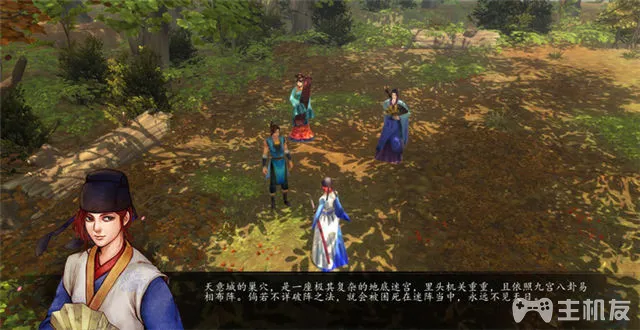 天意城的巢穴，是一座极其复杂的地底迷宫，里头机关重重，且依照九宫八卦易
相布阵，倘若不详破阵之法，就会被困死在迷阵当中，永远不见天日。
主机友